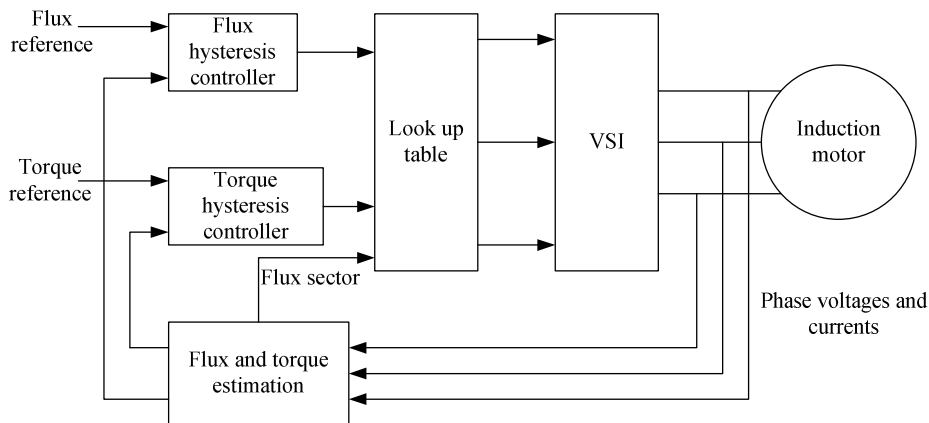 Flux
reference
Flux
hysteresis
controller
Look up
table
VSI
Induction
motor
Torque
reference
Torque
hysteresis
controller
Flux sector
Phase voltages and
currents
Flux and torque
estimation